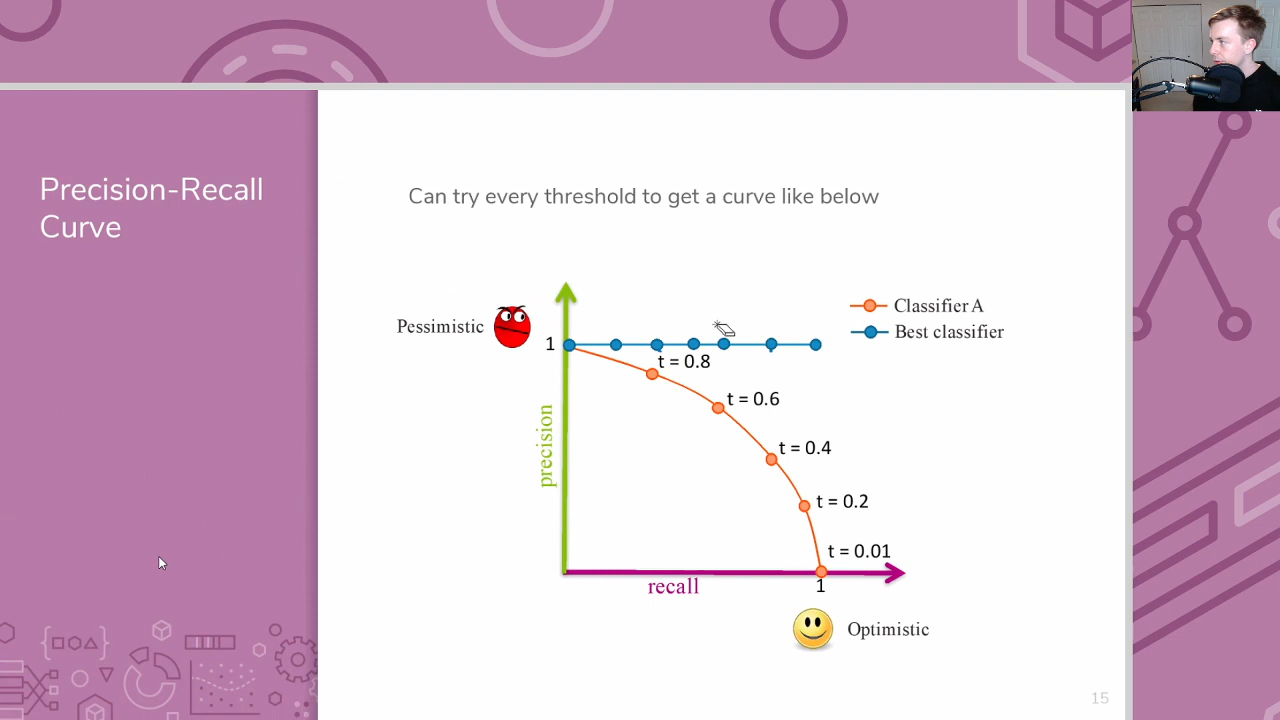 Precision-Recall
Curve
Can try every threshold to get a curve like below
Pessimistic
1
precision
t = 0.8
t = 0.6
t = 0.4
t = 0.2
t = 0.01
Classifier A
Best classifier
recall
1
Optimistic
15